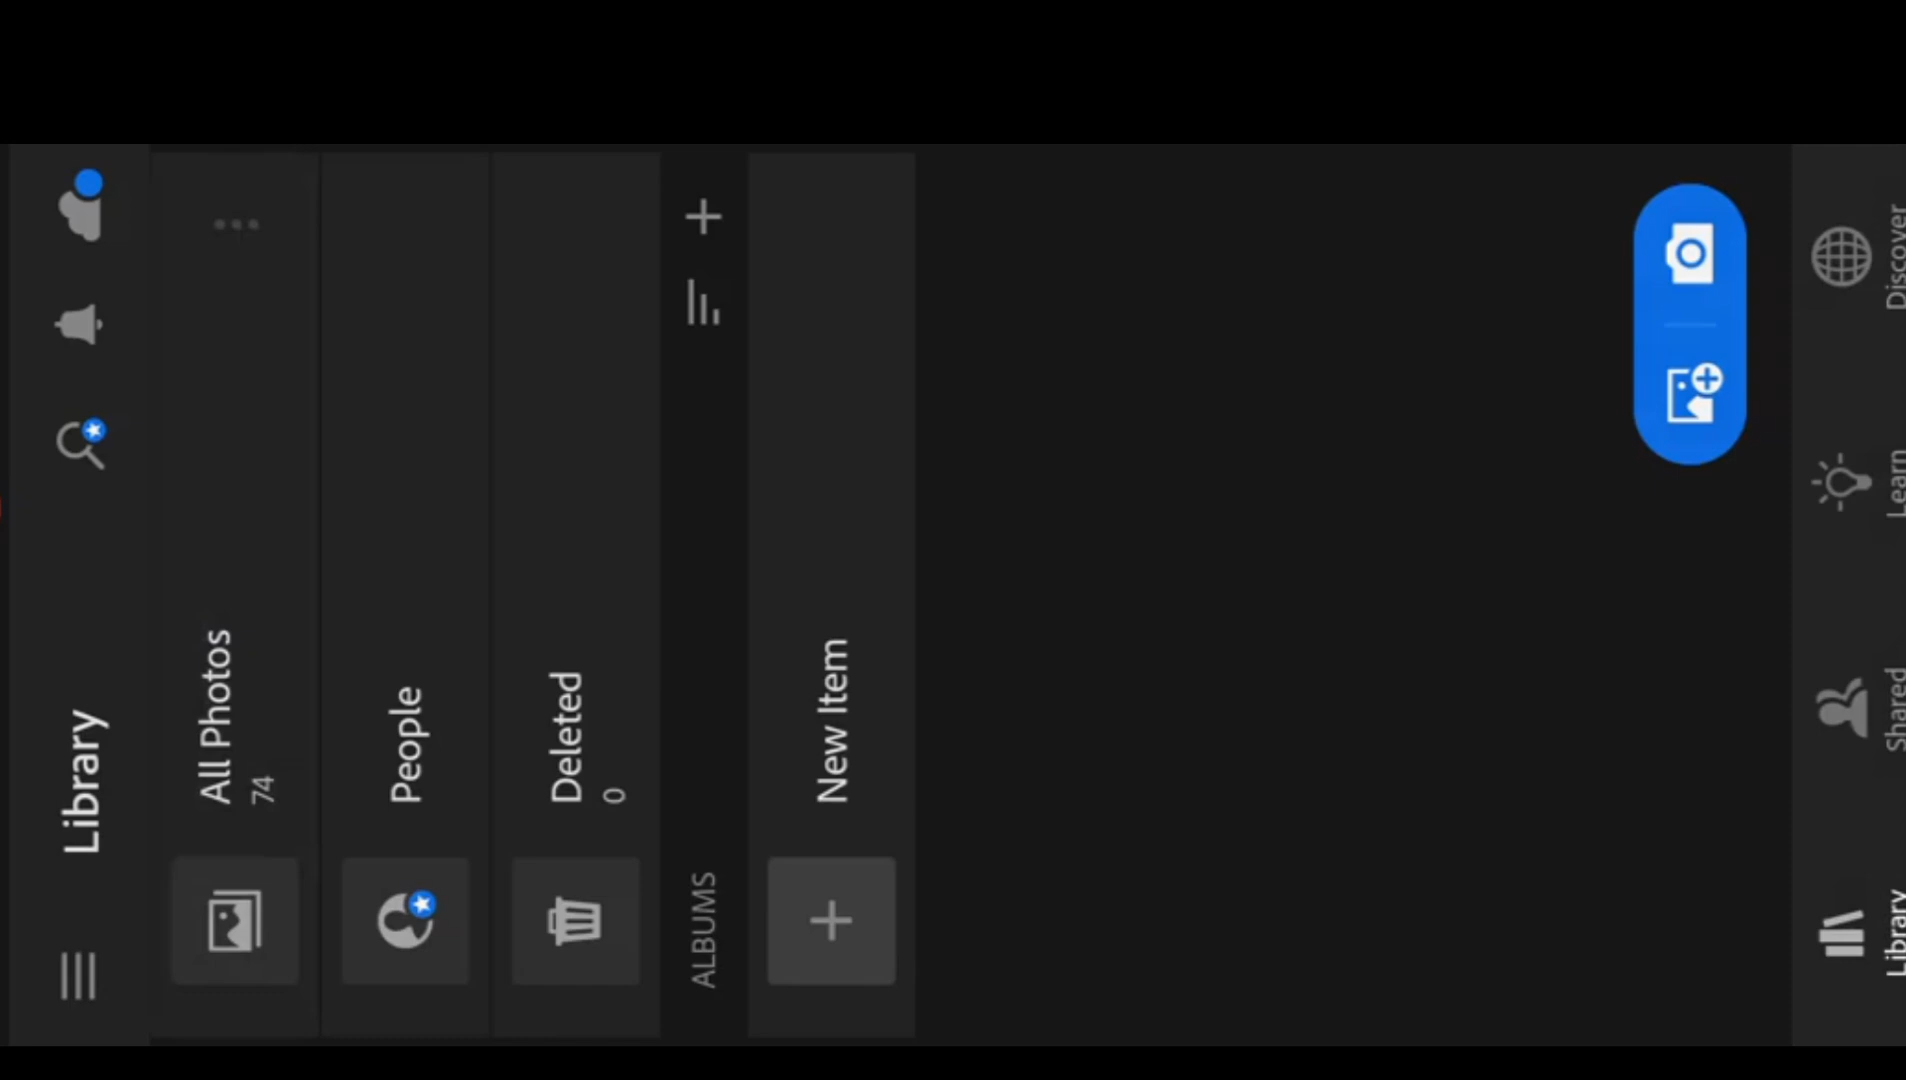 Library
All Photos
74
People
Deleted
0
ALBUMS
New Item
Library
Shared
Learn
Discover